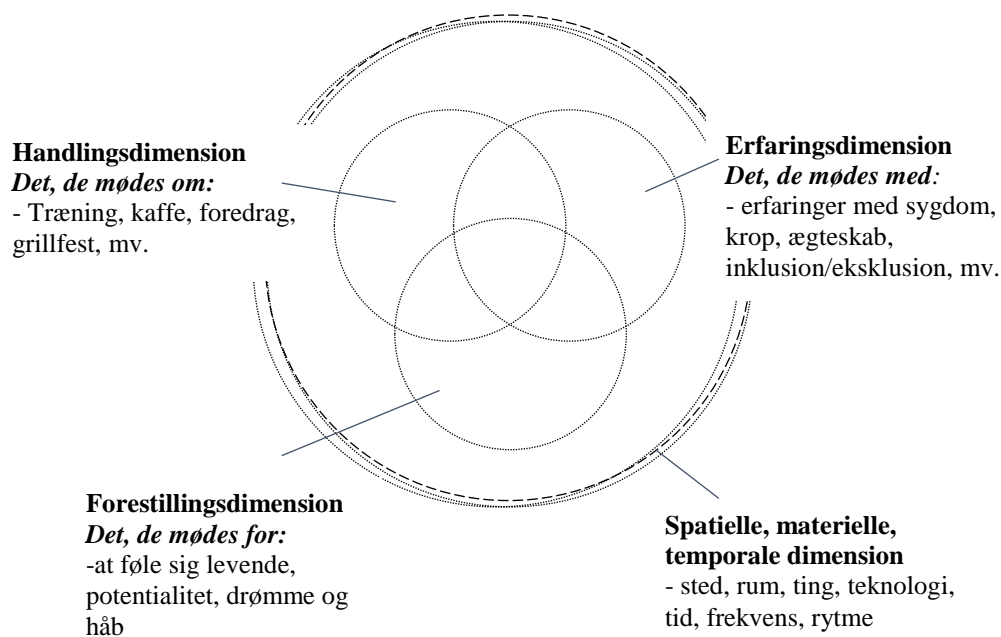 Handlingsdimension
Det, de mødes om:
- Træning, kaffe, foredrag,
grillfest, mv.
Erfaringsdimension
Det, de mødes med:
- erfaringer med sygdom,
krop, ægteskab,
inklusion/eksklusion, mv.
Forestillingsdimension
Det, de mødes for:
-at føle sig levende,
potentialitet, drømme og
håb
Spatielle, materielle,
temporale dimension
- sted, rum, ting, teknologi,
tid, frekvens, rytme